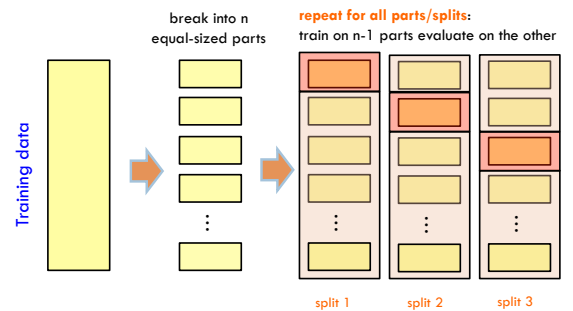 break into n
equal-sized parts
repeat for all parts/splits:
train on n-1 parts evaluate on the other
Training data
...
...
...
...
split 1
split 2
split 3